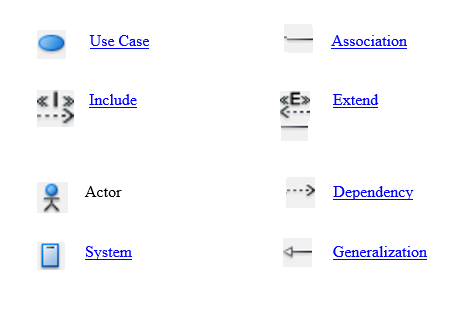 Use Case
Association
«I»
Include
«E»
Extend
Actor
Dependency
System
Generalization